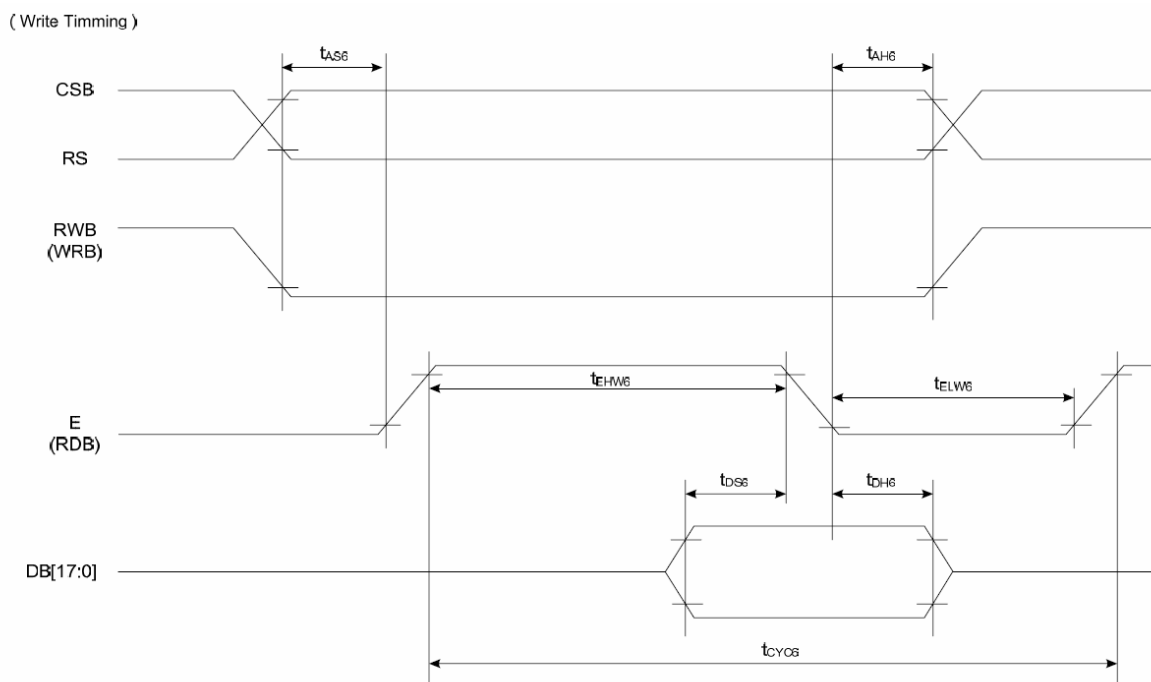 ( Write Timming )
tAS6
tAH6
CSB
RS
RWB
(WRB)
tEHW6
tELW6
E
(RDB)
tDS6
tDH6
DB[17:0]
tCYC6